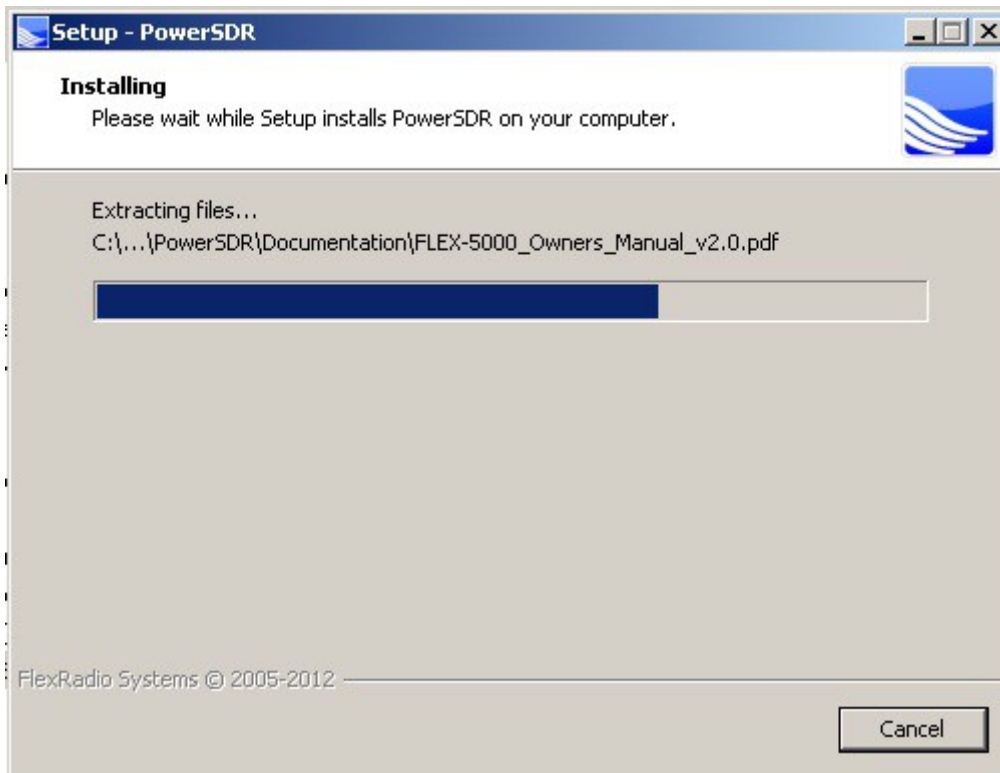 Setup - PowerSDR
Installing
Please wait while Setup installs PowerSDR on your computer.
Extracting files...
C:\...\PowerSDR\Documentation\FLEX-5000_Owners_Manual_v2.0.pdf
FlexRadio Systems © 2005-2012
Cancel